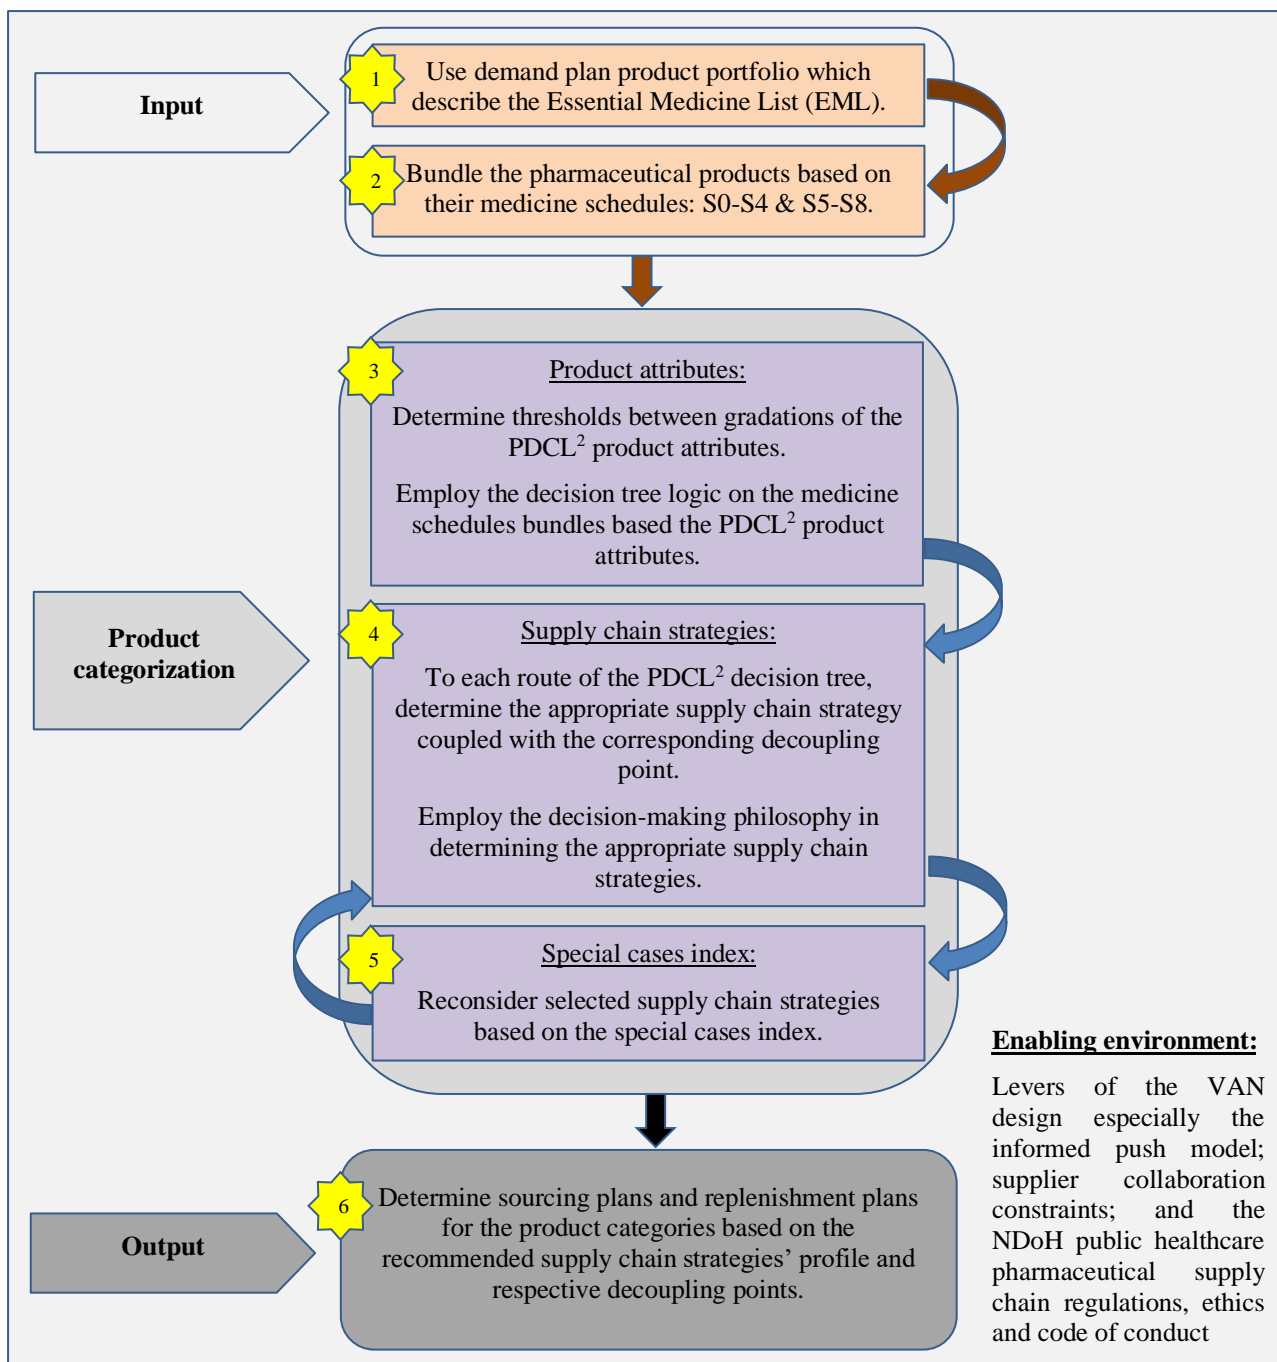 Input
1
Use demand plan product portfolio which
describe the Essential Medicine List (EML).
2
Bundle the pharmaceutical products based on
their medicine schedules: S0-S4 & S5-S8.
Product
categorization
3
Product attributes:
Determine thresholds between gradations of the
PDCL² product attributes.
Employ the decision tree logic on the medicine
schedules bundles based the PDCL² product
attributes.
4
Supply chain strategies:
To each route of the PDCL² decision tree,
determine the appropriate supply chain strategy
coupled with the corresponding decoupling
point.
Employ the decision-making philosophy in
determining the appropriate supply chain
strategies.
5
Special cases index:
Reconsider selected supply chain strategies
based on the special cases index.
Output
6
Determine sourcing plans and replenishment plans
for the product categories based on the
recommended supply chain strategies’ profile and
respective decoupling points.
Enabling environment:
Levers of the VAN
design especially the
informed push model;
supplier collaboration
constraints; and the
NDoH public healthcare
pharmaceutical supply
chain regulations, ethics
and code of conduct